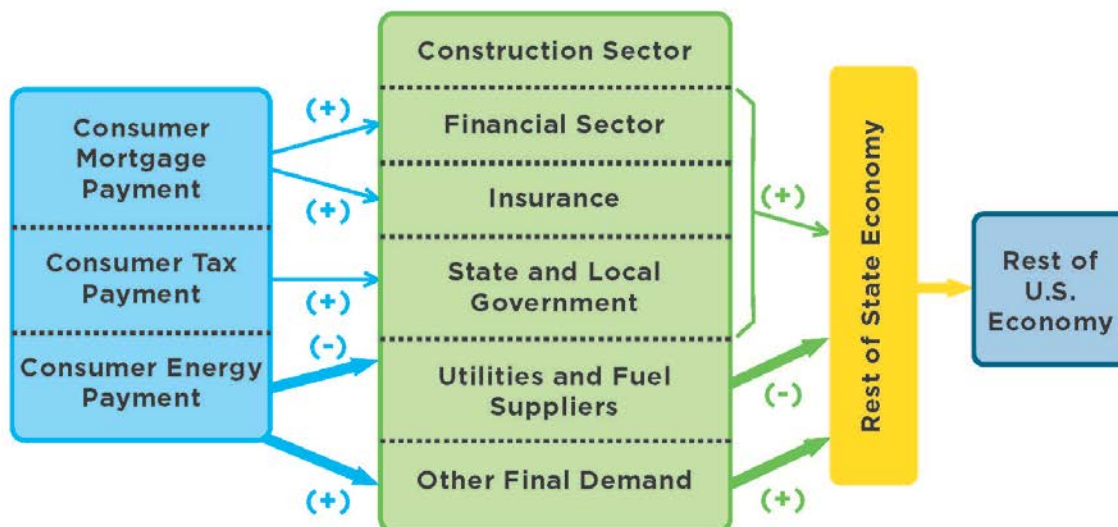 Consumer
Mortgage
Payment
Consumer Tax
Payment
Consumer Energy
Payment
(+)
(+)
(+)
(-)
(+)
Construction Sector
Financial Sector
Insurance
State and Local
Government
Utilities and Fuel
Suppliers
Other Final Demand
(+)
(-)
(+)
Rest of State Economy
Rest of
U.S.
Economy